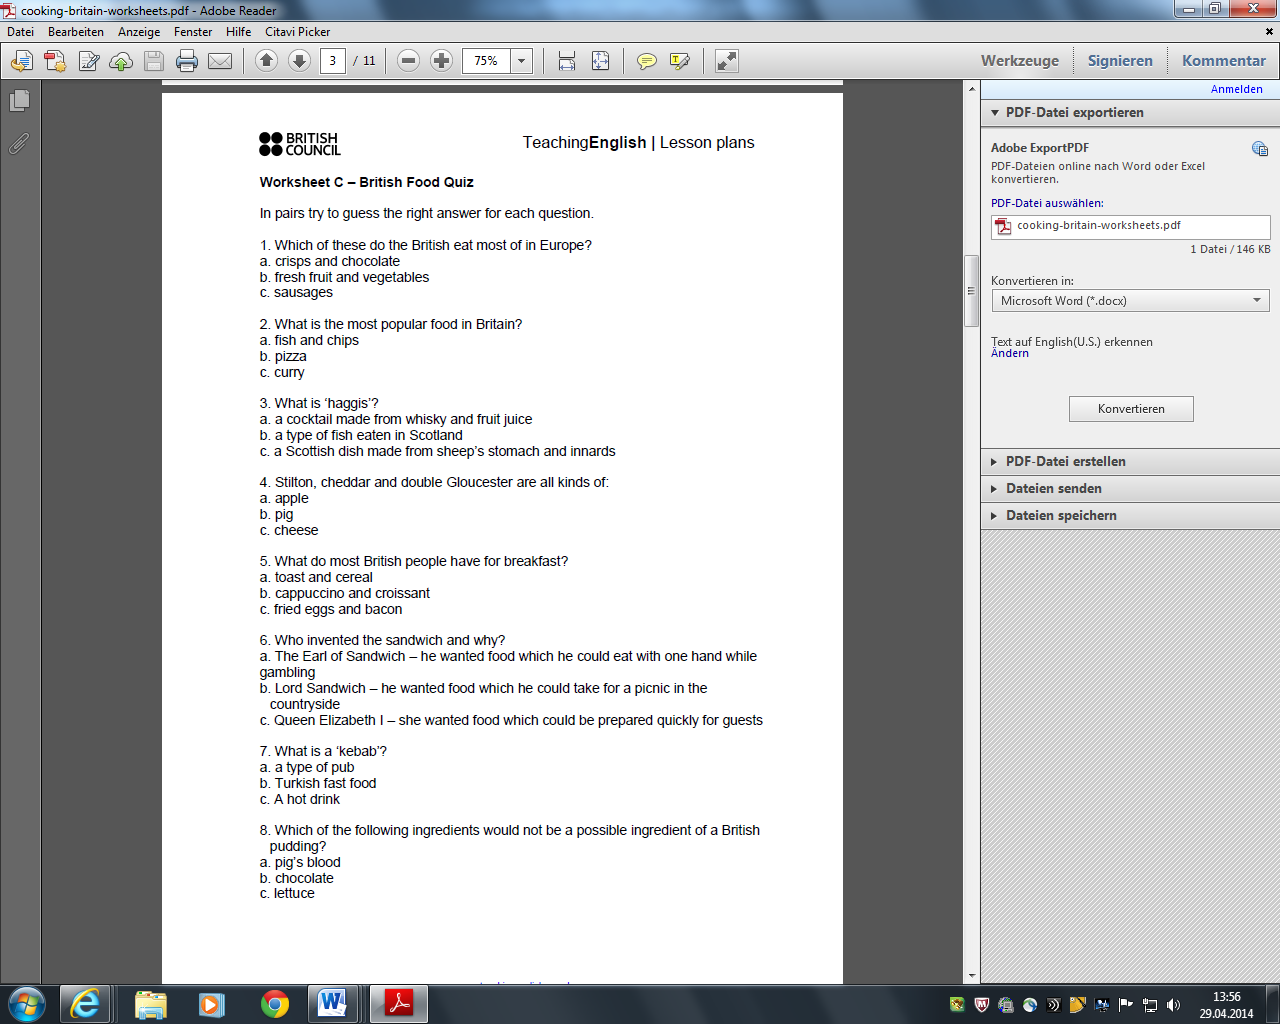 cooking-britain-worksheets.pdf - Adobe Reader
Datei Bearbeiten Anzeige Fenster Hilfe Citavi Picker
3 / 11 75% Werkzeuge Signieren Kommentar
Anmelden
BRITISH COUNCIL
TeachingEnglish | Lesson plans
Worksheet C – British Food Quiz
In pairs try to guess the right answer for each question.
1. Which of these do the British eat most of in Europe?
a. crisps and chocolate
b. fresh fruit and vegetables
c. sausages
2. What is the most popular food in Britain?
a. fish and chips
b. pizza
c. curry
3. What is ‘haggis’?
a. a cocktail made from whisky and fruit juice
b. a type of fish eaten in Scotland
c. a Scottish dish made from sheep’s stomach and innards
4. Stilton, cheddar and double Gloucester are all kinds of:
a. apple
b. pig
c. cheese
5. What do most British people have for breakfast?
a. toast and cereal
b. cappuccino and croissant
c. fried eggs and bacon
6. Who invented the sandwich and why?
a. The Earl of Sandwich – he wanted food which he could eat with one hand while
gambling
b. Lord Sandwich – he wanted food which he could take for a picnic in the
countryside
c. Queen Elizabeth I – she wanted food which could be prepared quickly for guests
7. What is a ‘kebab’?
a. a type of pub
b. Turkish fast food
c. A hot drink
8. Which of the following ingredients would not be a possible ingredient of a British
pudding?
a. pig’s blood
b. chocolate
c. lettuce
PDF-Datei exportieren
Adobe ExportPDF
PDF-Dateien online nach Word oder Excel
konvertieren.
PDF-Datei auswählen:
cooking-britain-worksheets.pdf
1 Datei / 146 KB
Konvertieren in:
Microsoft Word (*.docx)
Text auf English(U.S.) erkennen
Ändern
Konvertieren
PDF-Datei erstellen
Dateien senden
Dateien speichern
13:56
29.04.2014